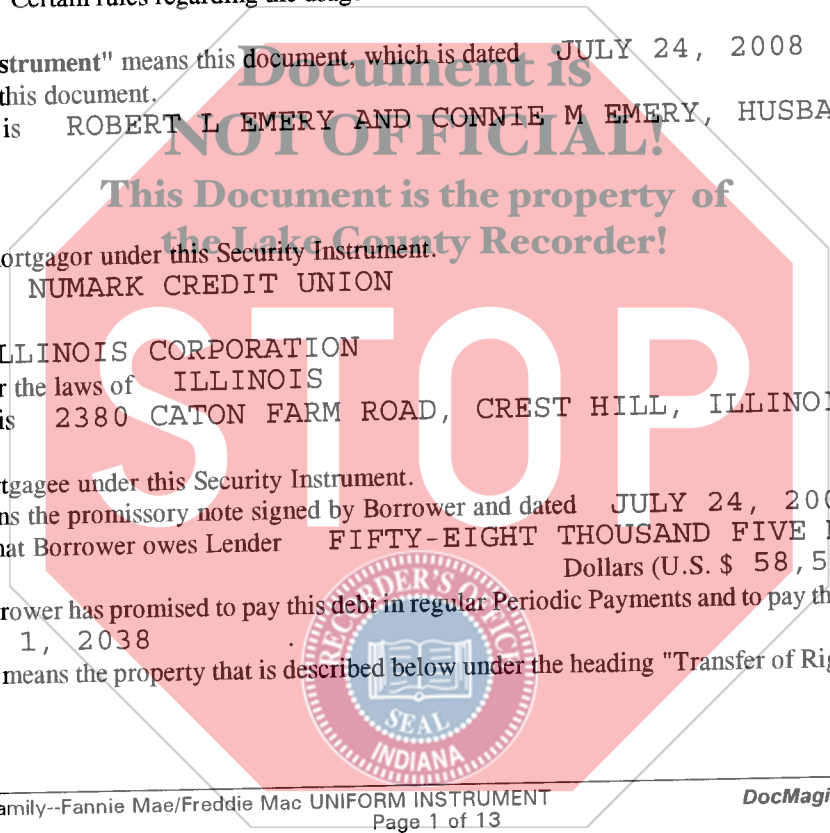 Certain rules regarding the usag
strument" means this document, which is dated JULY 24, 2008
Document is
this document.
is ROBERT L EMERY AND CONNIE M EMERY, HUSBA
NOT OFFICIAL!
This Document is the property of
the Lake County Recorder!
ortgagor under this Security Instrument.
NUMARK CREDIT UNION
STOP
LLINOIS CORPORATION
r the laws of ILLINOIS
is 2380 CATON FARM ROAD, CREST HILL, ILLINOI
tgagee under this Security Instrument.
ns the promissory note signed by Borrower and dated JULY 24, 200
hat Borrower owes Lender FIFTY-EIGHT THOUSAND FIVE
Dollars (U.S. $ 58,5
rower has promised to pay this debt in regular Periodic Payments and to pay th
1, 2038 .
means the property that is described below under the heading "Transfer of Rig
RECORDER'S OFFICE
SEAL
INDIANA
amily--Fannie Mae/Freddie Mac UNIFORM INSTRUMENT
DocMagi
Page 1 of 13